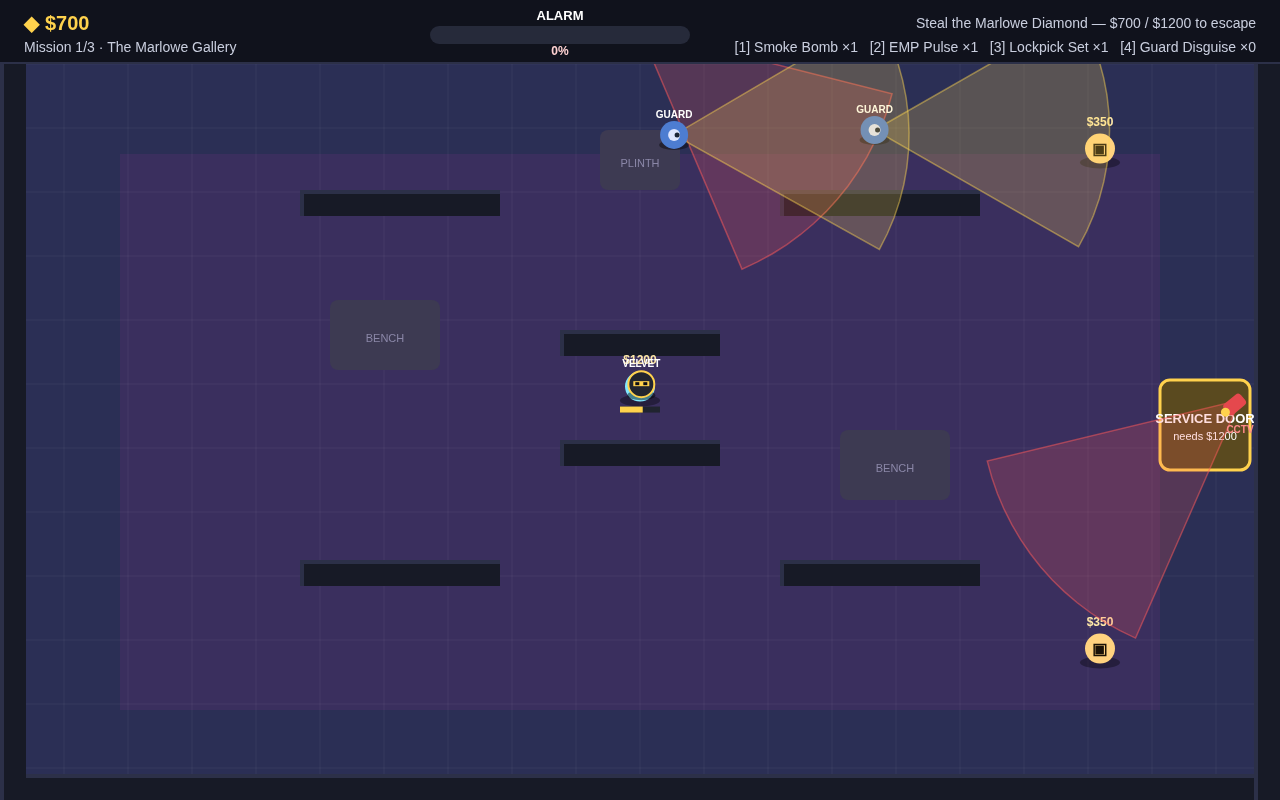 ◆ $700
Mission 1/3 · The Marlowe Gallery
ALARM
0%
Steal the Marlowe Diamond — $700 / $1200 to escape
[1] Smoke Bomb ×1 [2] EMP Pulse ×1 [3] Lockpick Set ×1 [4] Guard Disguise ×0
GUARD
GUARD
$350
PLINTH
BENCH
$1200
VELVET
SERVICE DOOR
needs $1200
CCTV
BENCH
$350